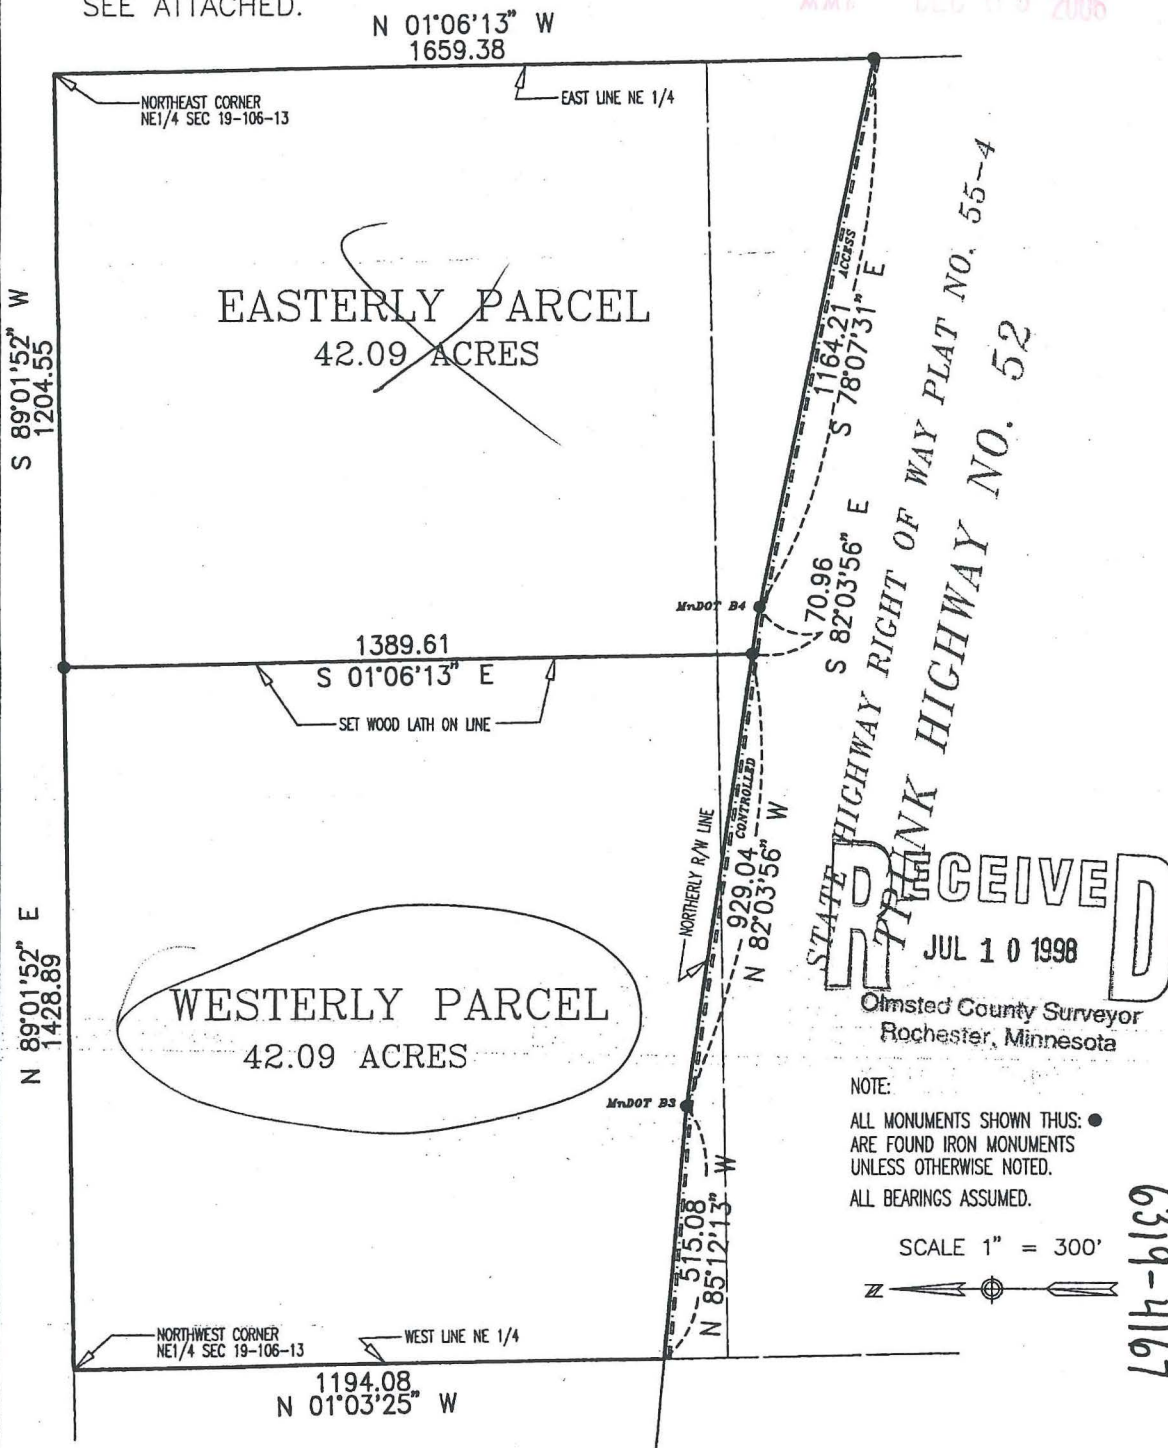 SEE ATTACHED.
DEC 2006
N 01°06'13" W
1659.38
NORTHEAST CORNER
NE1/4 SEC 19-106-13
EAST LINE NE 1/4
S 89°01'52" W
1204.55
EASTERLY PARCEL
42.09 ACRES
ACCESS
1164.21
S 78°07'31" E
STATE HIGHWAY RIGHT OF WAY PLAT NO. 55-4
TRUNK HIGHWAY NO. 52
MnDOT B4
70.96
S 82°03'56" E
1389.61
S 01°06'13" E
SET WOOD LATH ON LINE
NORTHERLY R/W LINE
CONTROLLED
929.04
N 82°03'56" W
RECEIVED
JUL 10 1998
Olmsted County Surveyor
Rochester, Minnesota
N 89°01'52" E
1428.89
WESTERLY PARCEL
42.09 ACRES
MnDOT B3
515.08
N 85°12'13" W
NOTE:
ALL MONUMENTS SHOWN THUS: ●
ARE FOUND IRON MONUMENTS
UNLESS OTHERWISE NOTED.
ALL BEARINGS ASSUMED.
SCALE 1" = 300'
N
6319-4167
NORTHWEST CORNER
NE1/4 SEC 19-106-13
WEST LINE NE 1/4
1194.08
N 01°03'25" W